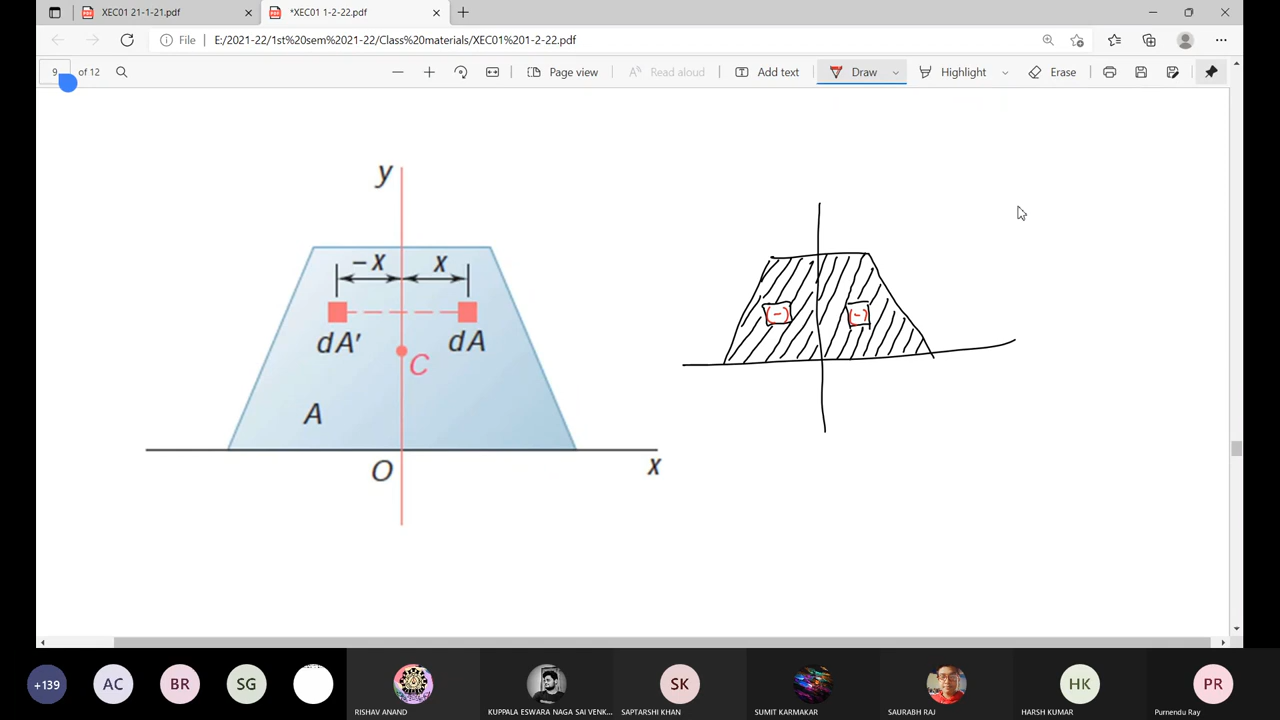 XEC01 21-1-21.pdf
*XEC01 1-2-22.pdf
File E:/2021-22/1st%20sem%2021-22/Class%20materials/XEC01%201-2-22.pdf
9 of 12
Page view
Read aloud
Add text
Draw
Highlight
Erase
y
-x x
dA' dA
C
A
O
x
(-) (-)
+139
AC
BR
SG
RISHAV ANAND
KUPPALA ESWARA NAGA SAI VENK...
SK
SAPTARSHI KHAN
SUMIT KARMAKAR
SAURABH RAJ
HK
HARSH KUMAR
PR
Purnendu Ray